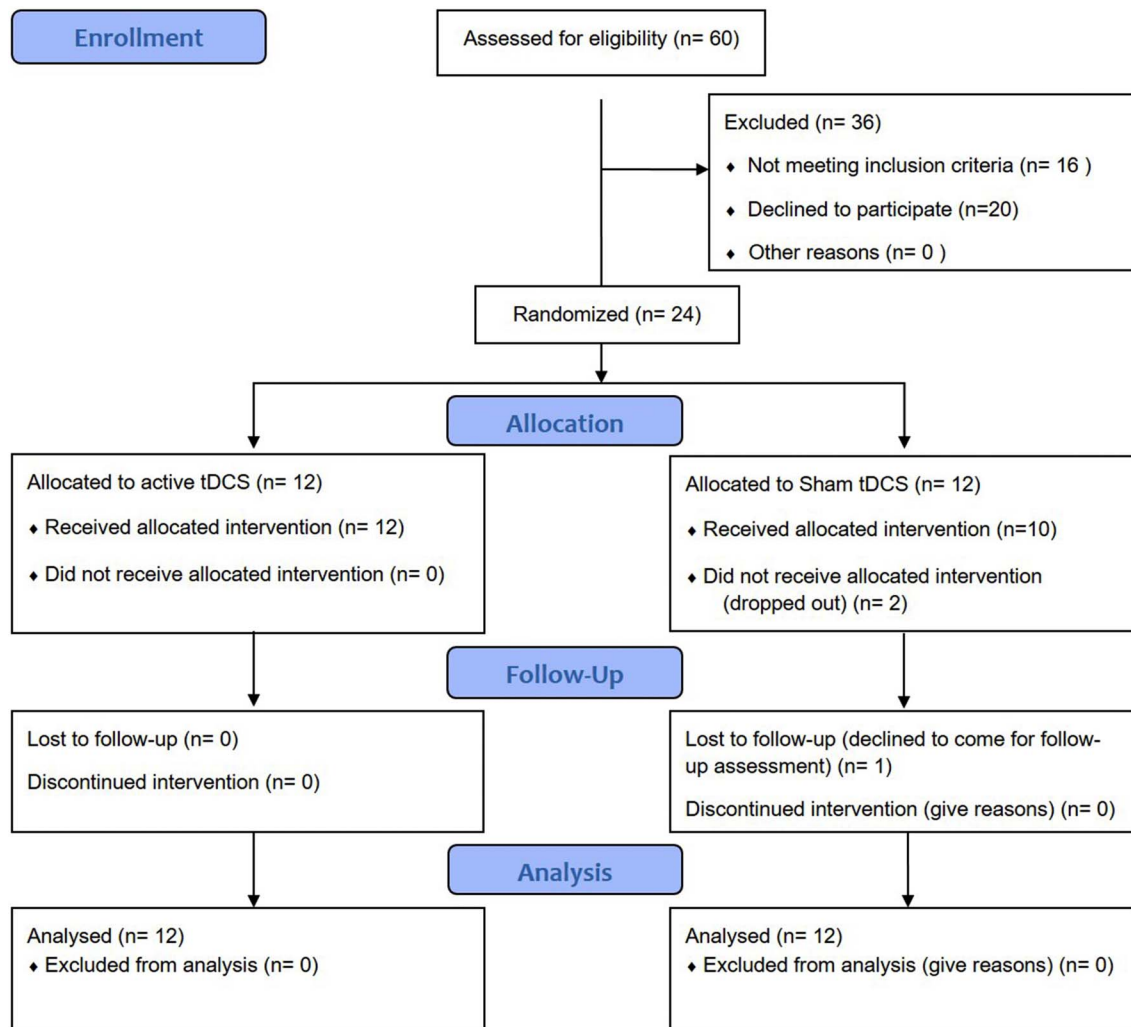 Enrollment
Assessed for eligibility (n= 60)
Excluded (n= 36)
♦ Not meeting inclusion criteria (n= 16 )
♦ Declined to participate (n=20)
♦ Other reasons (n= 0 )
Randomized (n= 24)
Allocation
Allocated to active tDCS (n= 12)
♦ Received allocated intervention (n= 12)
♦ Did not receive allocated intervention (n= 0)
Allocated to Sham tDCS (n= 12)
♦ Received allocated intervention (n=10)
♦ Did not receive allocated intervention
(dropped out) (n= 2)
Follow-Up
Lost to follow-up (n= 0)
Discontinued intervention (n= 0)
Lost to follow-up (declined to come for follow-
up assessment) (n= 1)
Discontinued intervention (give reasons) (n= 0)
Analysis
Analysed (n= 12)
♦ Excluded from analysis (n= 0)
Analysed (n= 12)
♦ Excluded from analysis (give reasons) (n= 0)